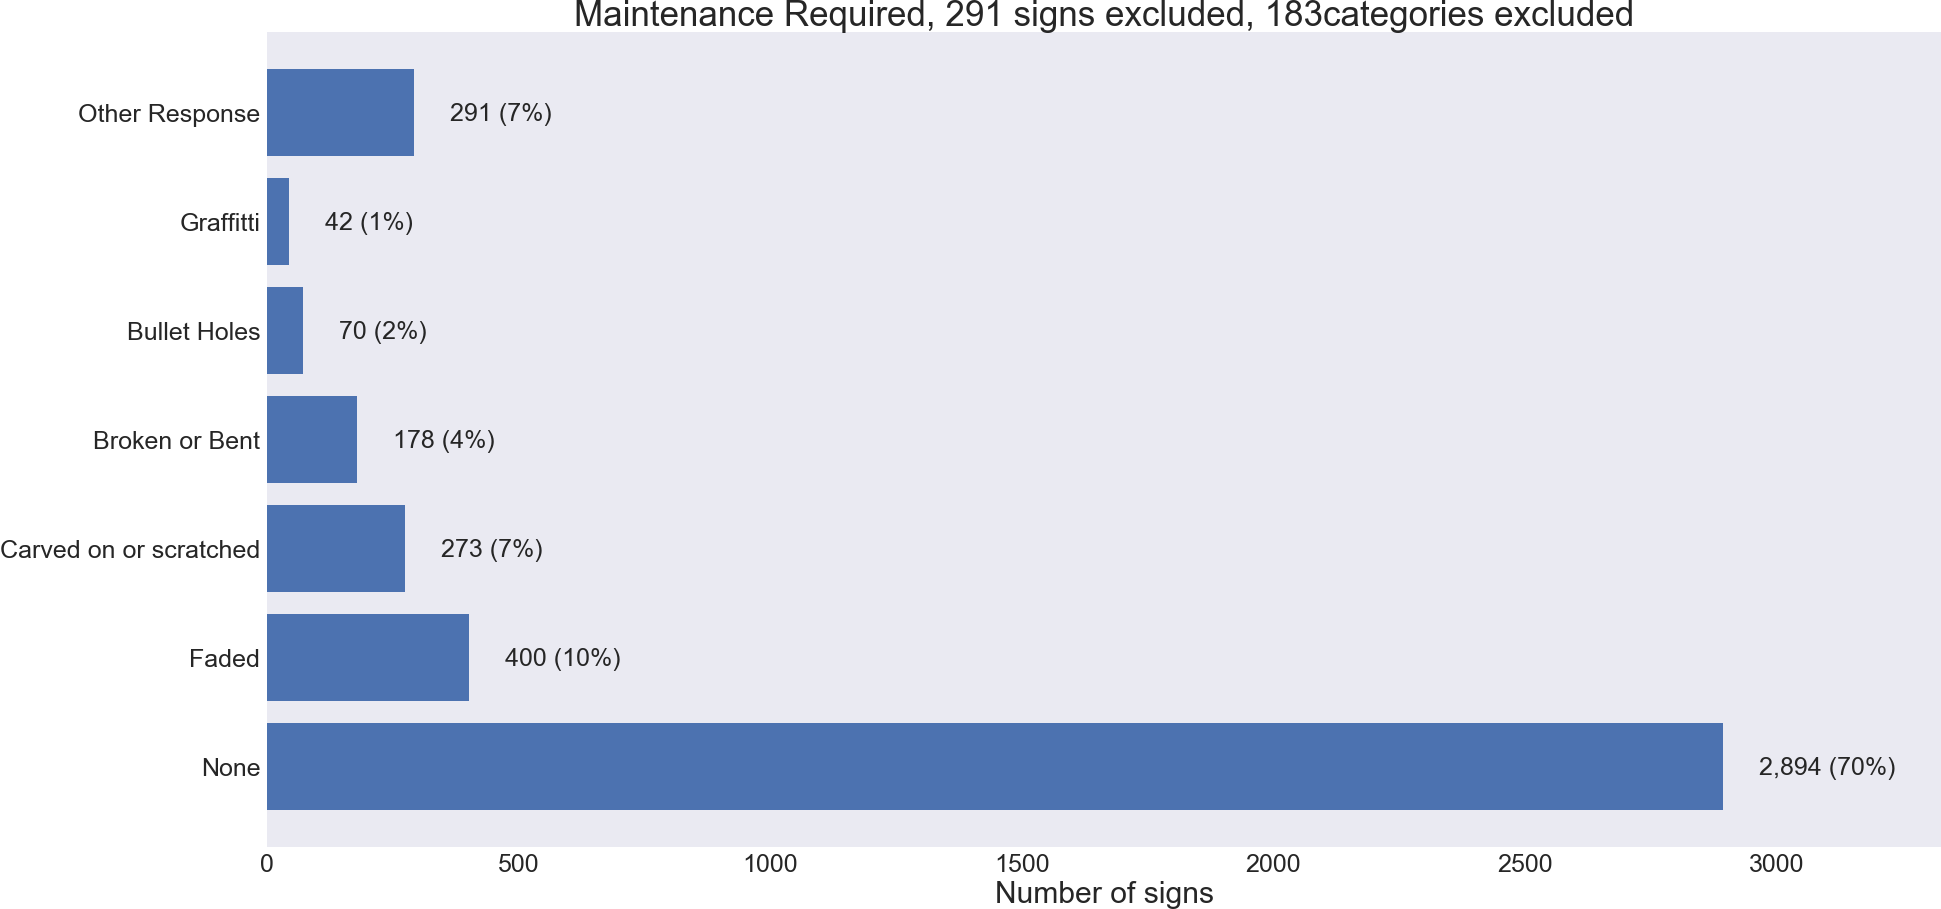 Maintenance Required, 291 signs excluded, 183categories excluded
Other Response
291 (7%)
Graffitti
42 (1%)
Bullet Holes
70 (2%)
Broken or Bent
178 (4%)
Carved on or scratched
273 (7%)
Faded
400 (10%)
None
2,894 (70%)
0 500 1000 1500 2000 2500 3000
Number of signs